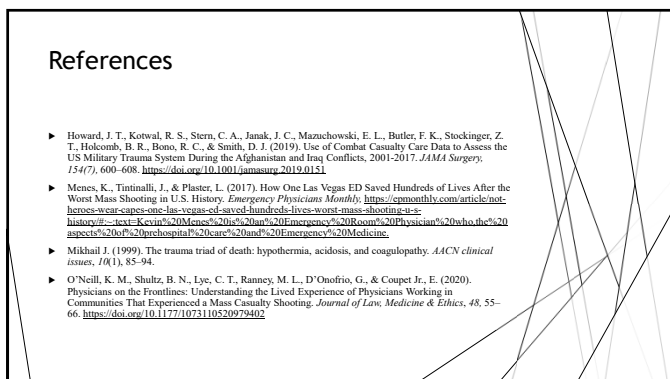 References
Howard, J. T., Kotwal, R. S., Stern, C. A., Janak, J. C., Mazuchowski, E. L., Butler, F. K., Stockinger, Z.
T., Holcomb, B. R., Bono, R. C., & Smith, D. J. (2019). Use of Combat Casualty Care Data to Assess the
US Military Trauma System During the Afghanistan and Iraq Conflicts, 2001-2017. JAMA Surgery,
154(7), 600–608. https://doi.org/10.1001/jamasurg.2019.0151
Menes, K., Tintinalli, J., & Plaster, L. (2017). How One Las Vegas ED Saved Hundreds of Lives After the
Worst Mass Shooting in U.S. History. Emergency Physicians Monthly, https://epmonthly.com/article/not-
heroes-wear-capes-one-las-vegas-ed-saved-hundreds-lives-worst-mass-shooting-u-s-
history/#:~:text=Kevin%20Menes%20is%20an%20Emergency%20Room%20Physician%20who,the%20
aspects%20of%20prehospital%20care%20and%20Emergency%20Medicine.
Mikhail J. (1999). The trauma triad of death: hypothermia, acidosis, and coagulopathy. AACN clinical
issues, 10(1), 85–94.
O’Neill, K. M., Shultz, B. N., Lye, C. T., Ranney, M. L., D’Onofrio, G., & Coupet Jr., E. (2020).
Physicians on the Frontlines: Understanding the Lived Experience of Physicians Working in
Communities That Experienced a Mass Casualty Shooting. Journal of Law, Medicine & Ethics, 48, 55–
66. https://doi.org/10.1177/1073110520979402